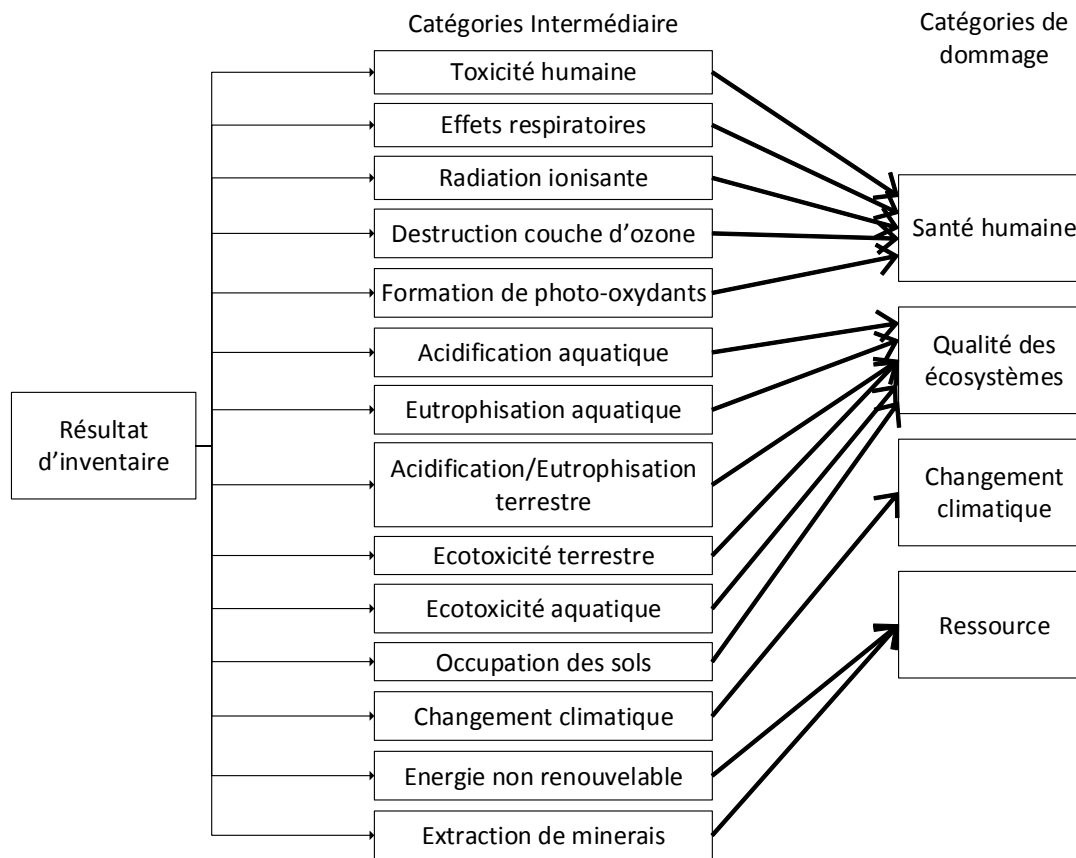 Catégories Intermédiaire
Catégories de
dommage
Toxicité humaine
Effets respiratoires
Radiation ionisante
Destruction couche d'ozone
Formation de photo-oxydants
Acidification aquatique
Eutrophisation aquatique
Acidification/Eutrophisation
terrestre
Ecotoxicité terrestre
Ecotoxicité aquatique
Occupation des sols
Changement climatique
Energie non renouvelable
Extraction de minerais
Résultat
d'inventaire
Santé humaine
Qualité des
écosystèmes
Changement
climatique
Ressource